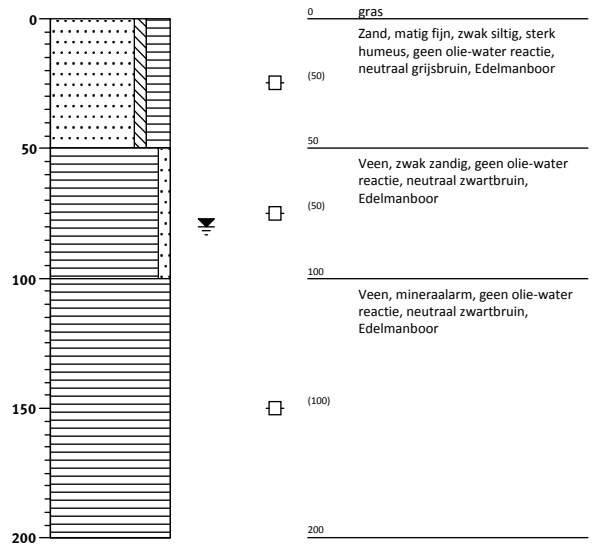 0
0
gras
Zand, matig fijn, zwak siltig, sterk
humeus, geen olie-water reactie,
neutraal grijsbruin, Edelmanboor
(50)
50
50
Veen, zwak zandig, geen olie-water
reactie, neutraal zwartbruin,
Edelmanboor
(50)
100
100
Veen, mineraalarm, geen olie-water
reactie, neutraal zwartbruin,
Edelmanboor
150
(100)
200
200